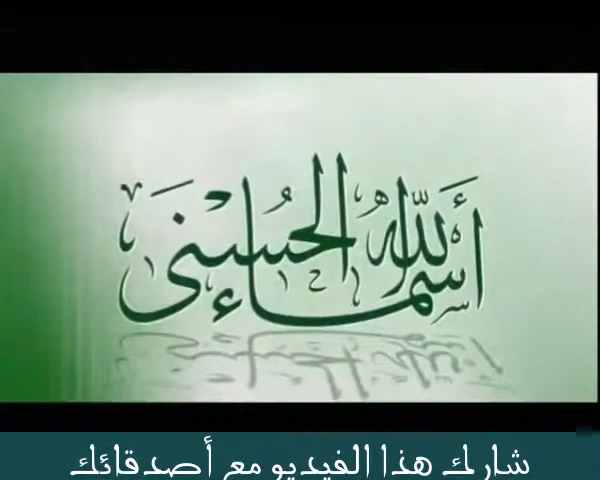 أسماء الله الحسنى
شارك هذا الفيديو مع أصدقائك